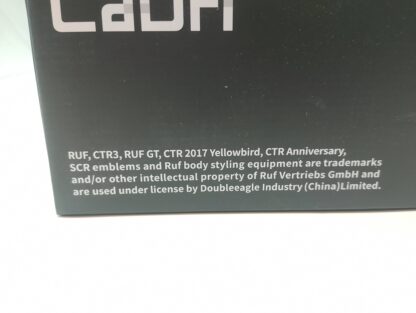 CaDA
RUF, CTR3, RUF GT, CTR 2017 Yellowbird, CTR Anniversary,
SCR emblems and Ruf body styling equipment are trademarks
and/or other intellectual property of Ruf Vertriebs GmbH and
are used under license by Doubleeagle Industry (China)Limited.